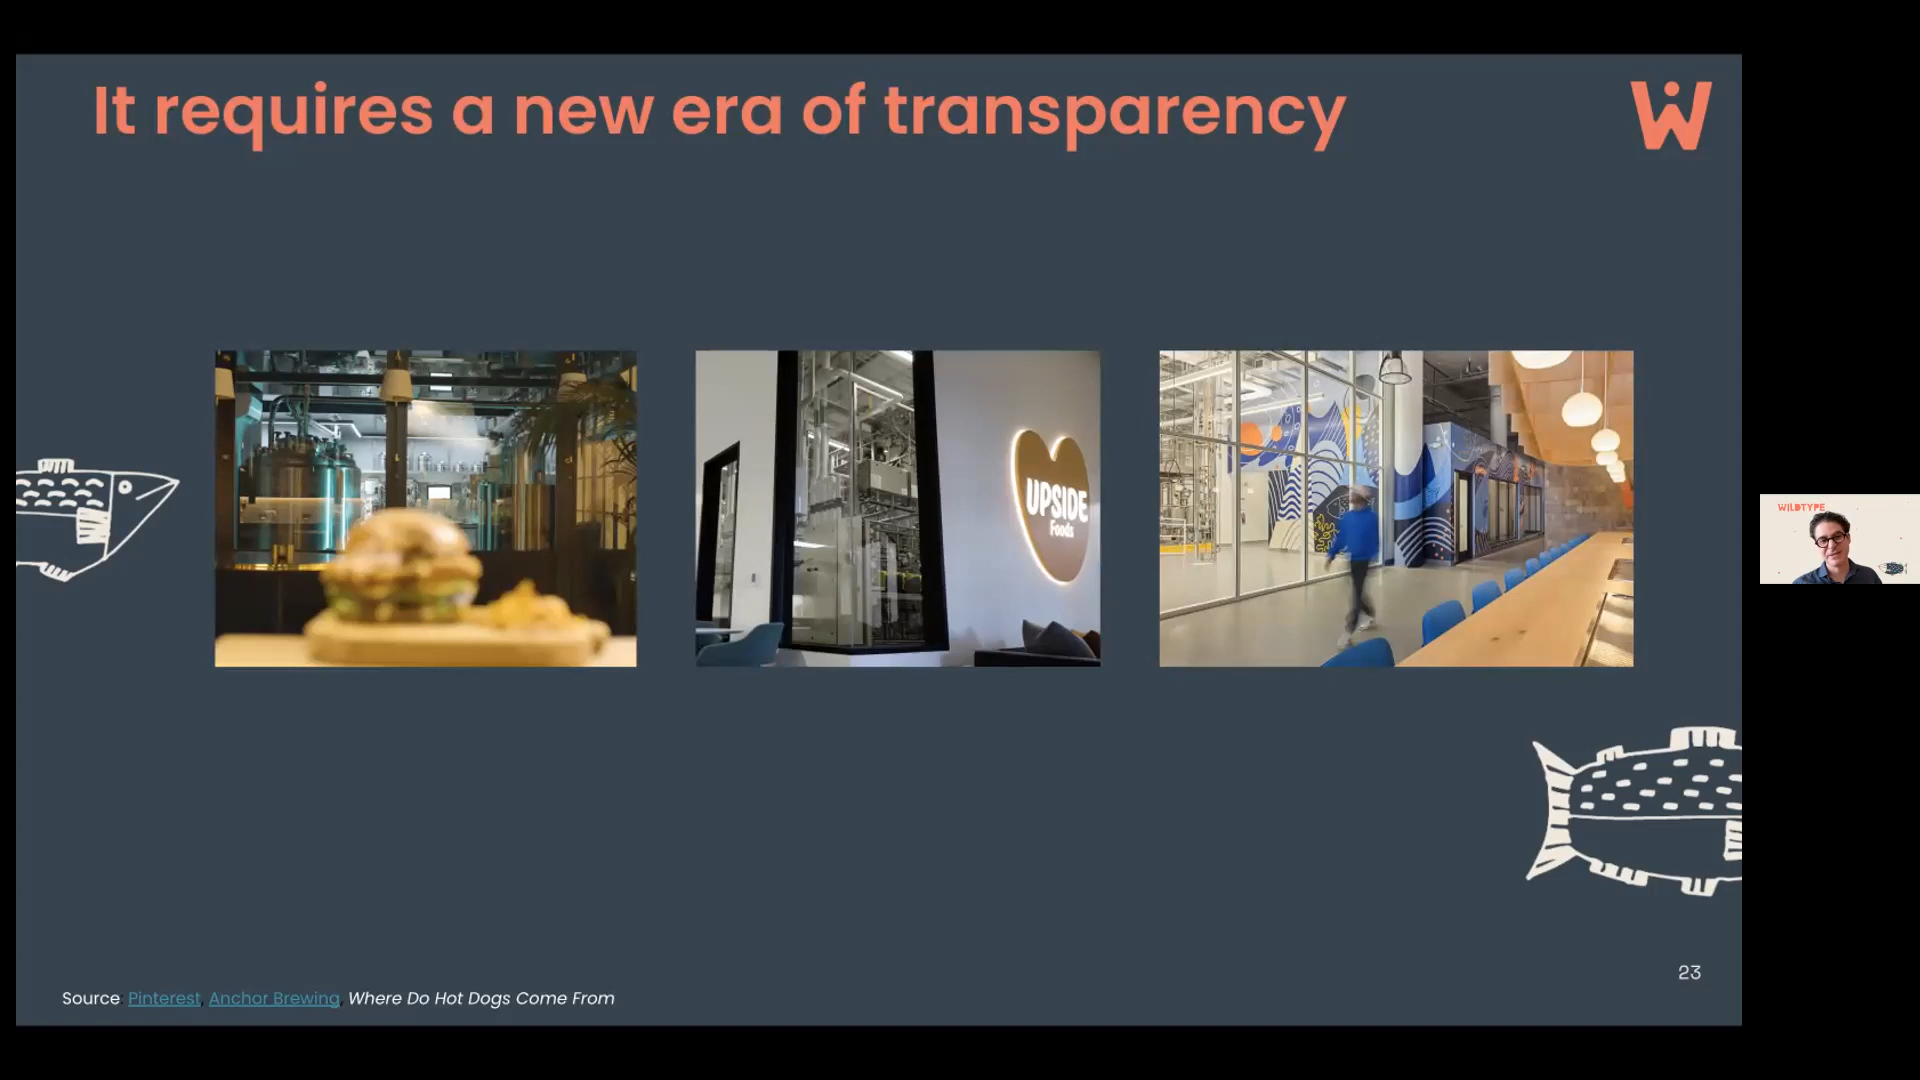 It requires a new era of transparency
UPSIDE
Foods
WILDTYPE
23
Source: Pinterest, Anchor Brewing, Where Do Hot Dogs Come From